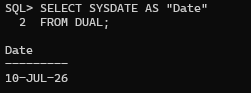 SQL> SELECT SYSDATE AS "Date"
  2  FROM DUAL;
Date
---------
10-JUL-26